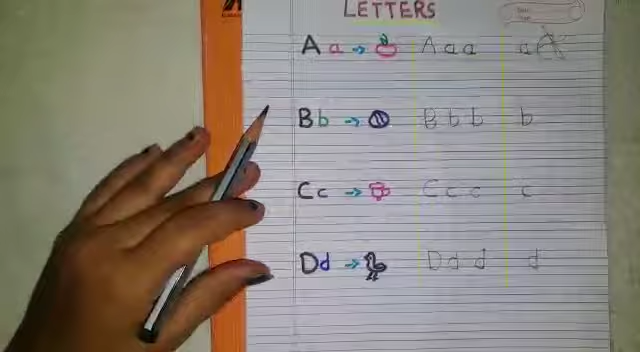 LETTERS
A a → A a a a A
B b → B b b b
C c → C c c c
D d → D d d d